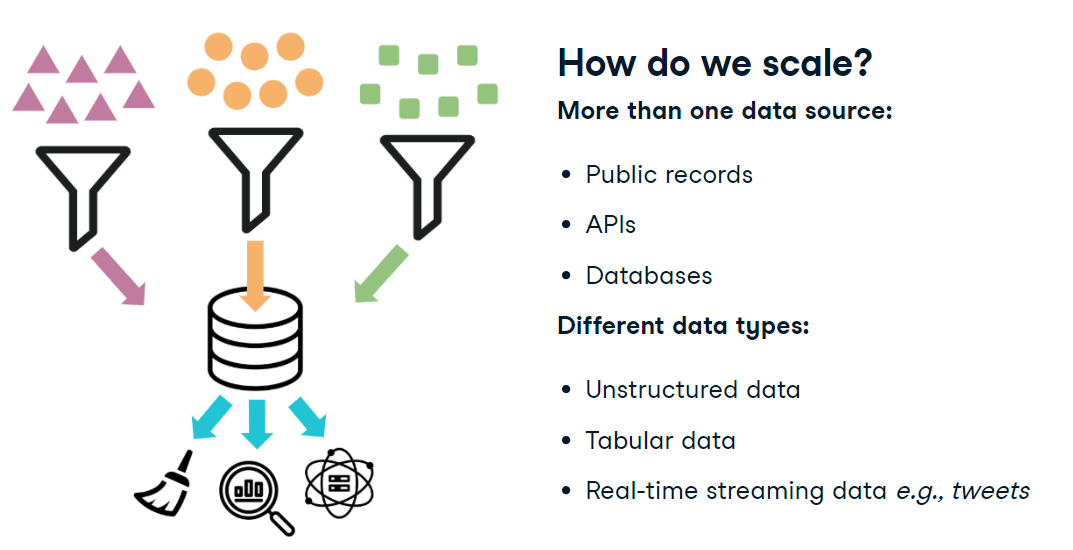 How do we scale?
More than one data source:
• Public records
• APIs
• Databases
Different data types:
• Unstructured data
• Tabular data
• Real-time streaming data e.g., tweets